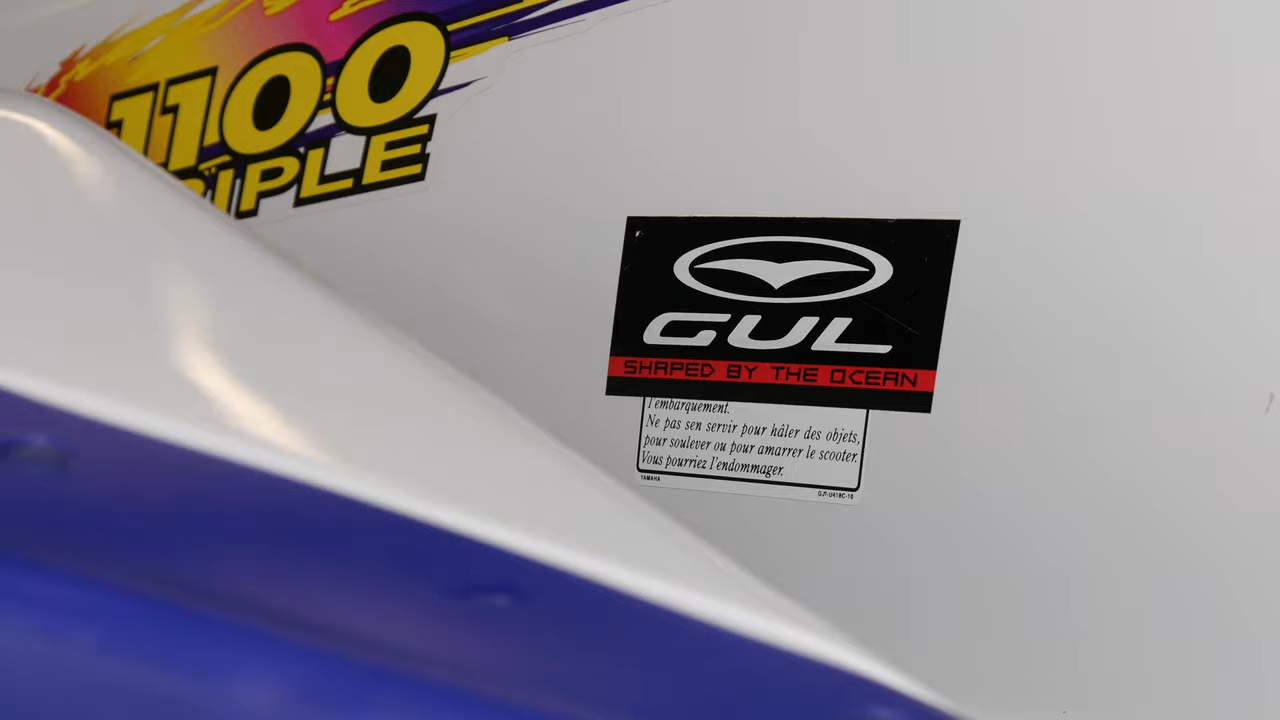 1100
GUL
SHAPED BY THE OCEAN
l'embarquement.
Ne pas sen servir pour hâler des objets,
pour soulever ou pour amarrer le scooter.
Vous pourriez l'endommager.
YAMAHA